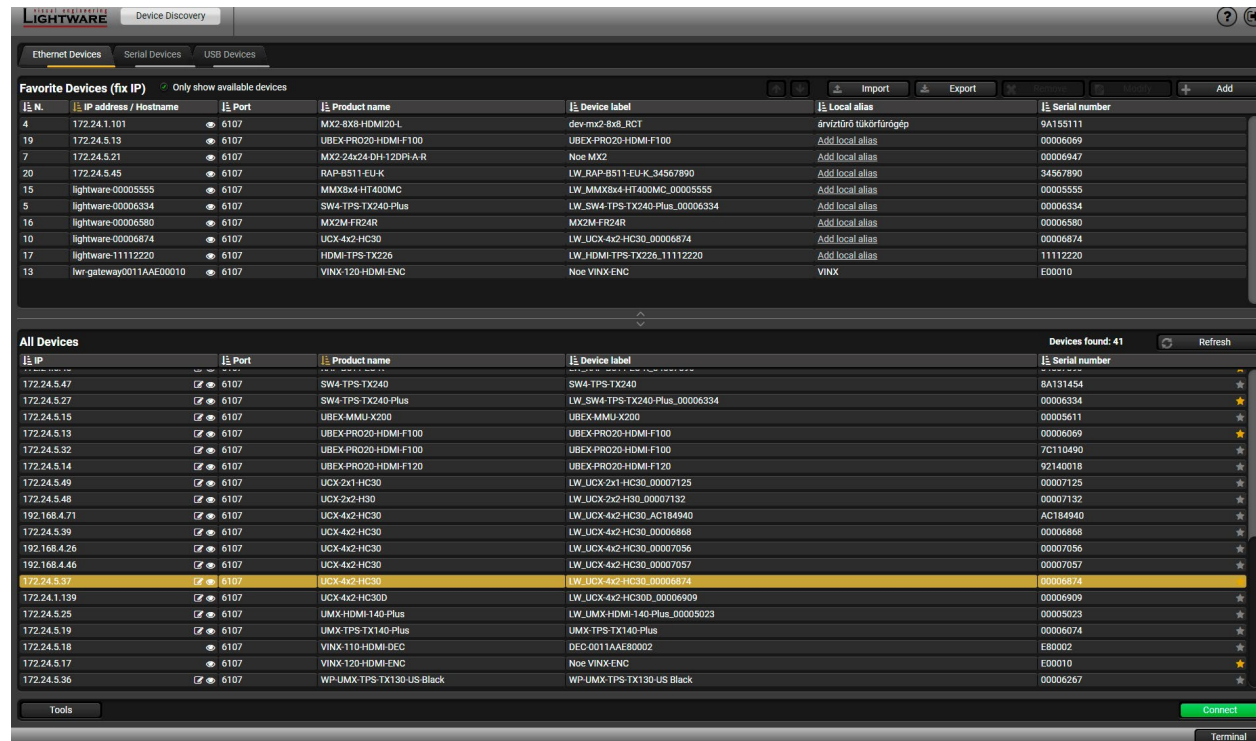 visual engineering
LIGHTWARE Device Discovery ?
Ethernet Devices Serial Devices USB Devices
Favorite Devices (fix IP) Only show available devices Import Export Remove Modify Add
N. IP address / Hostname Port Product name Device label Local alias Serial number
4 172.24.1.101 6107 MX2-8X8-HDMI20-L dev-mx2-8x8_RCT árvíztűrő tükörfúrógép 9A155111
19 172.24.5.13 6107 UBEX-PRO20-HDMI-F100 UBEX-PRO20-HDMI-F100 Add local alias 00006069
7 172.24.5.21 6107 MX2-24x24-DH-12DPi-A-R Noe MX2 Add local alias 00006947
20 172.24.5.45 6107 RAP-B511-EU-K LW_RAP-B511-EU-K_34567890 Add local alias 34567890
15 lightware-00005555 6107 MMX8x4-HT400MC LW_MMX8x4-HT400MC_00005555 Add local alias 00005555
5 lightware-00006334 6107 SW4-TPS-TX240-Plus LW_SW4-TPS-TX240-Plus_00006334 Add local alias 00006334
16 lightware-00006580 6107 MX2M-FR24R MX2M-FR24R Add local alias 00006580
10 lightware-00006874 6107 UCX-4x2-HC30 LW_UCX-4x2-HC30_00006874 Add local alias 00006874
17 lightware-11112220 6107 HDMI-TPS-TX226 LW_HDMI-TPS-TX226_11112220 Add local alias 11112220
13 lwr-gateway0011AAE00010 6107 VINX-120-HDMI-ENC Noe VINX-ENC VINX E00010
All Devices Devices found: 41 Refresh
IP Port Product name Device label Serial number
172.24.5.47 6107 SW4-TPS-TX240 SW4-TPS-TX240 8A131454
172.24.5.27 6107 SW4-TPS-TX240-Plus LW_SW4-TPS-TX240-Plus_00006334 00006334
172.24.5.15 6107 UBEX-MMU-X200 UBEX-MMU-X200 00005611
172.24.5.13 6107 UBEX-PRO20-HDMI-F100 UBEX-PRO20-HDMI-F100 00006069
172.24.5.32 6107 UBEX-PRO20-HDMI-F100 UBEX-PRO20-HDMI-F100 7C110490
172.24.5.14 6107 UBEX-PRO20-HDMI-F120 UBEX-PRO20-HDMI-F120 92140018
172.24.5.49 6107 UCX-2x1-HC30 LW_UCX-2x1-HC30_00007125 00007125
172.24.5.48 6107 UCX-2x2-H30 LW_UCX-2x2-H30_00007132 00007132
192.168.4.71 6107 UCX-4x2-HC30 LW_UCX-4x2-HC30_AC184940 AC184940
172.24.5.39 6107 UCX-4x2-HC30 LW_UCX-4x2-HC30_00006868 00006868
192.168.4.26 6107 UCX-4x2-HC30 LW_UCX-4x2-HC30_00007056 00007056
192.168.4.46 6107 UCX-4x2-HC30 LW_UCX-4x2-HC30_00007057 00007057
172.24.5.37 6107 UCX-4x2-HC30 LW_UCX-4x2-HC30_00006874 00006874
172.24.1.139 6107 UCX-4x2-HC30D LW_UCX-4x2-HC30D_00006909 00006909
172.24.5.25 6107 UMX-HDMI-140-Plus LW_UMX-HDMI-140-Plus_00005023 00005023
172.24.5.19 6107 UMX-TPS-TX140-Plus UMX-TPS-TX140-Plus 00006074
172.24.5.18 6107 VINX-110-HDMI-DEC DEC-0011AAE80002 E80002
172.24.5.17 6107 VINX-120-HDMI-ENC Noe VINX-ENC E00010
172.24.5.36 6107 WP-UMX-TPS-TX130-US-Black WP-UMX-TPS-TX130-US Black 00006267
Tools Connect
Terminal